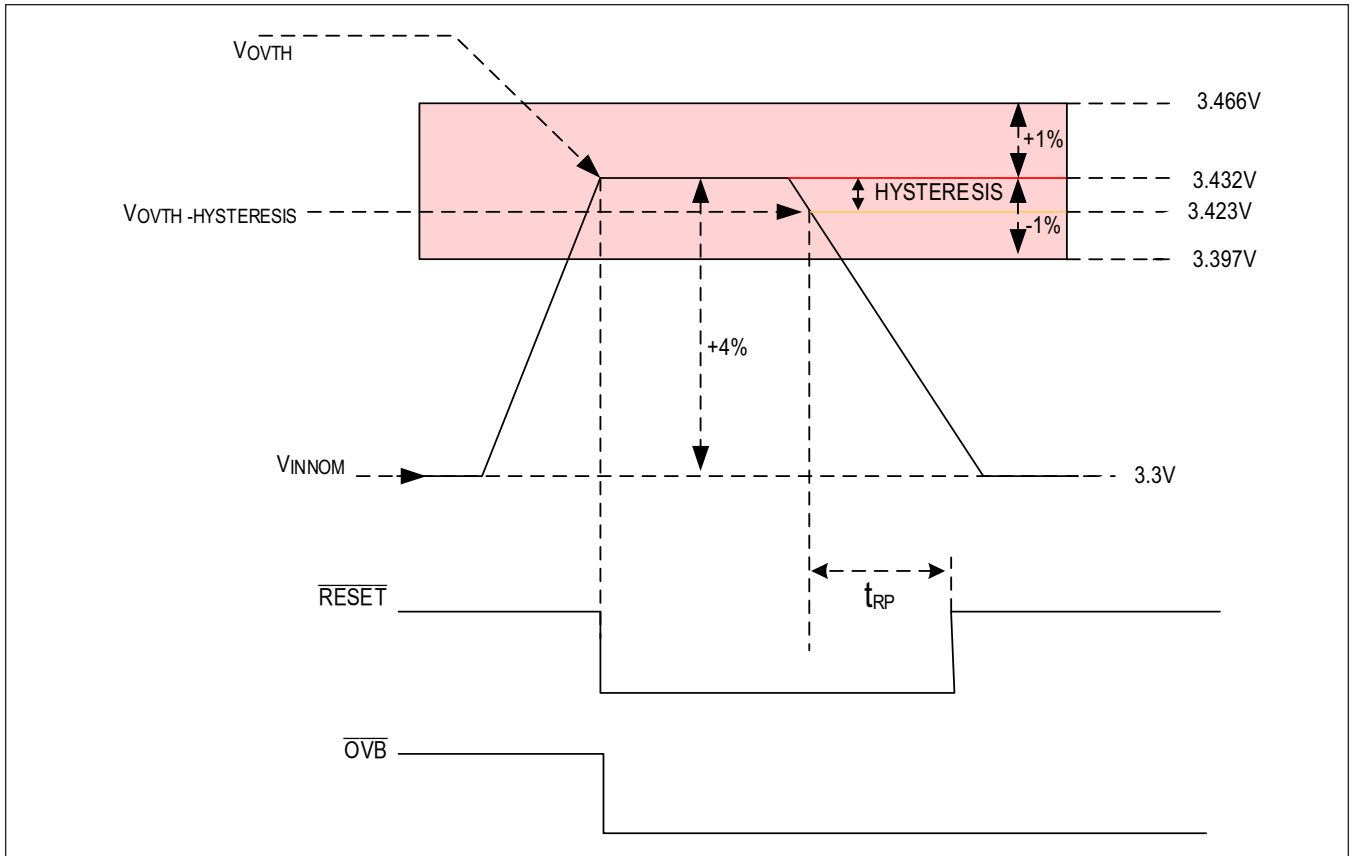 VOVTH
3.466V
+1%
3.432V
HYSTERESIS
VOVTH -HYSTERESIS
3.423V
-1%
3.397V
+4%
VINNOM
3.3V
RESET
tRP
OVB